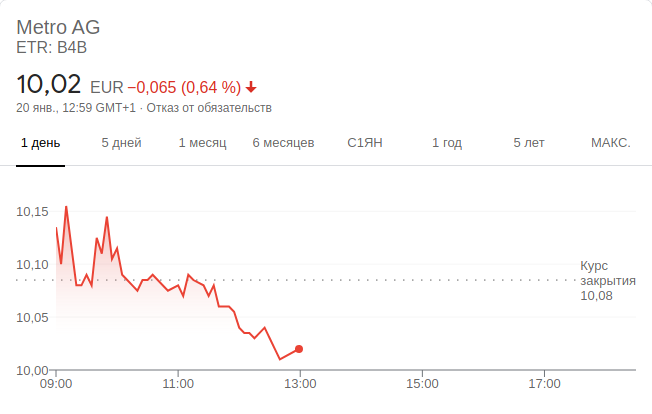 Metro AG
ETR: B4B
10,02 EUR −0,065 (0,64 %)
20 янв., 12:59 GMT+1 · Отказ от обязательств
1 день 5 дней 1 месяц 6 месяцев С1ЯН 1 год 5 лет МАКС.
10,15
10,10
10,05
10,00
Курс
закрытия
10,08
09:00 11:00 13:00 15:00 17:00